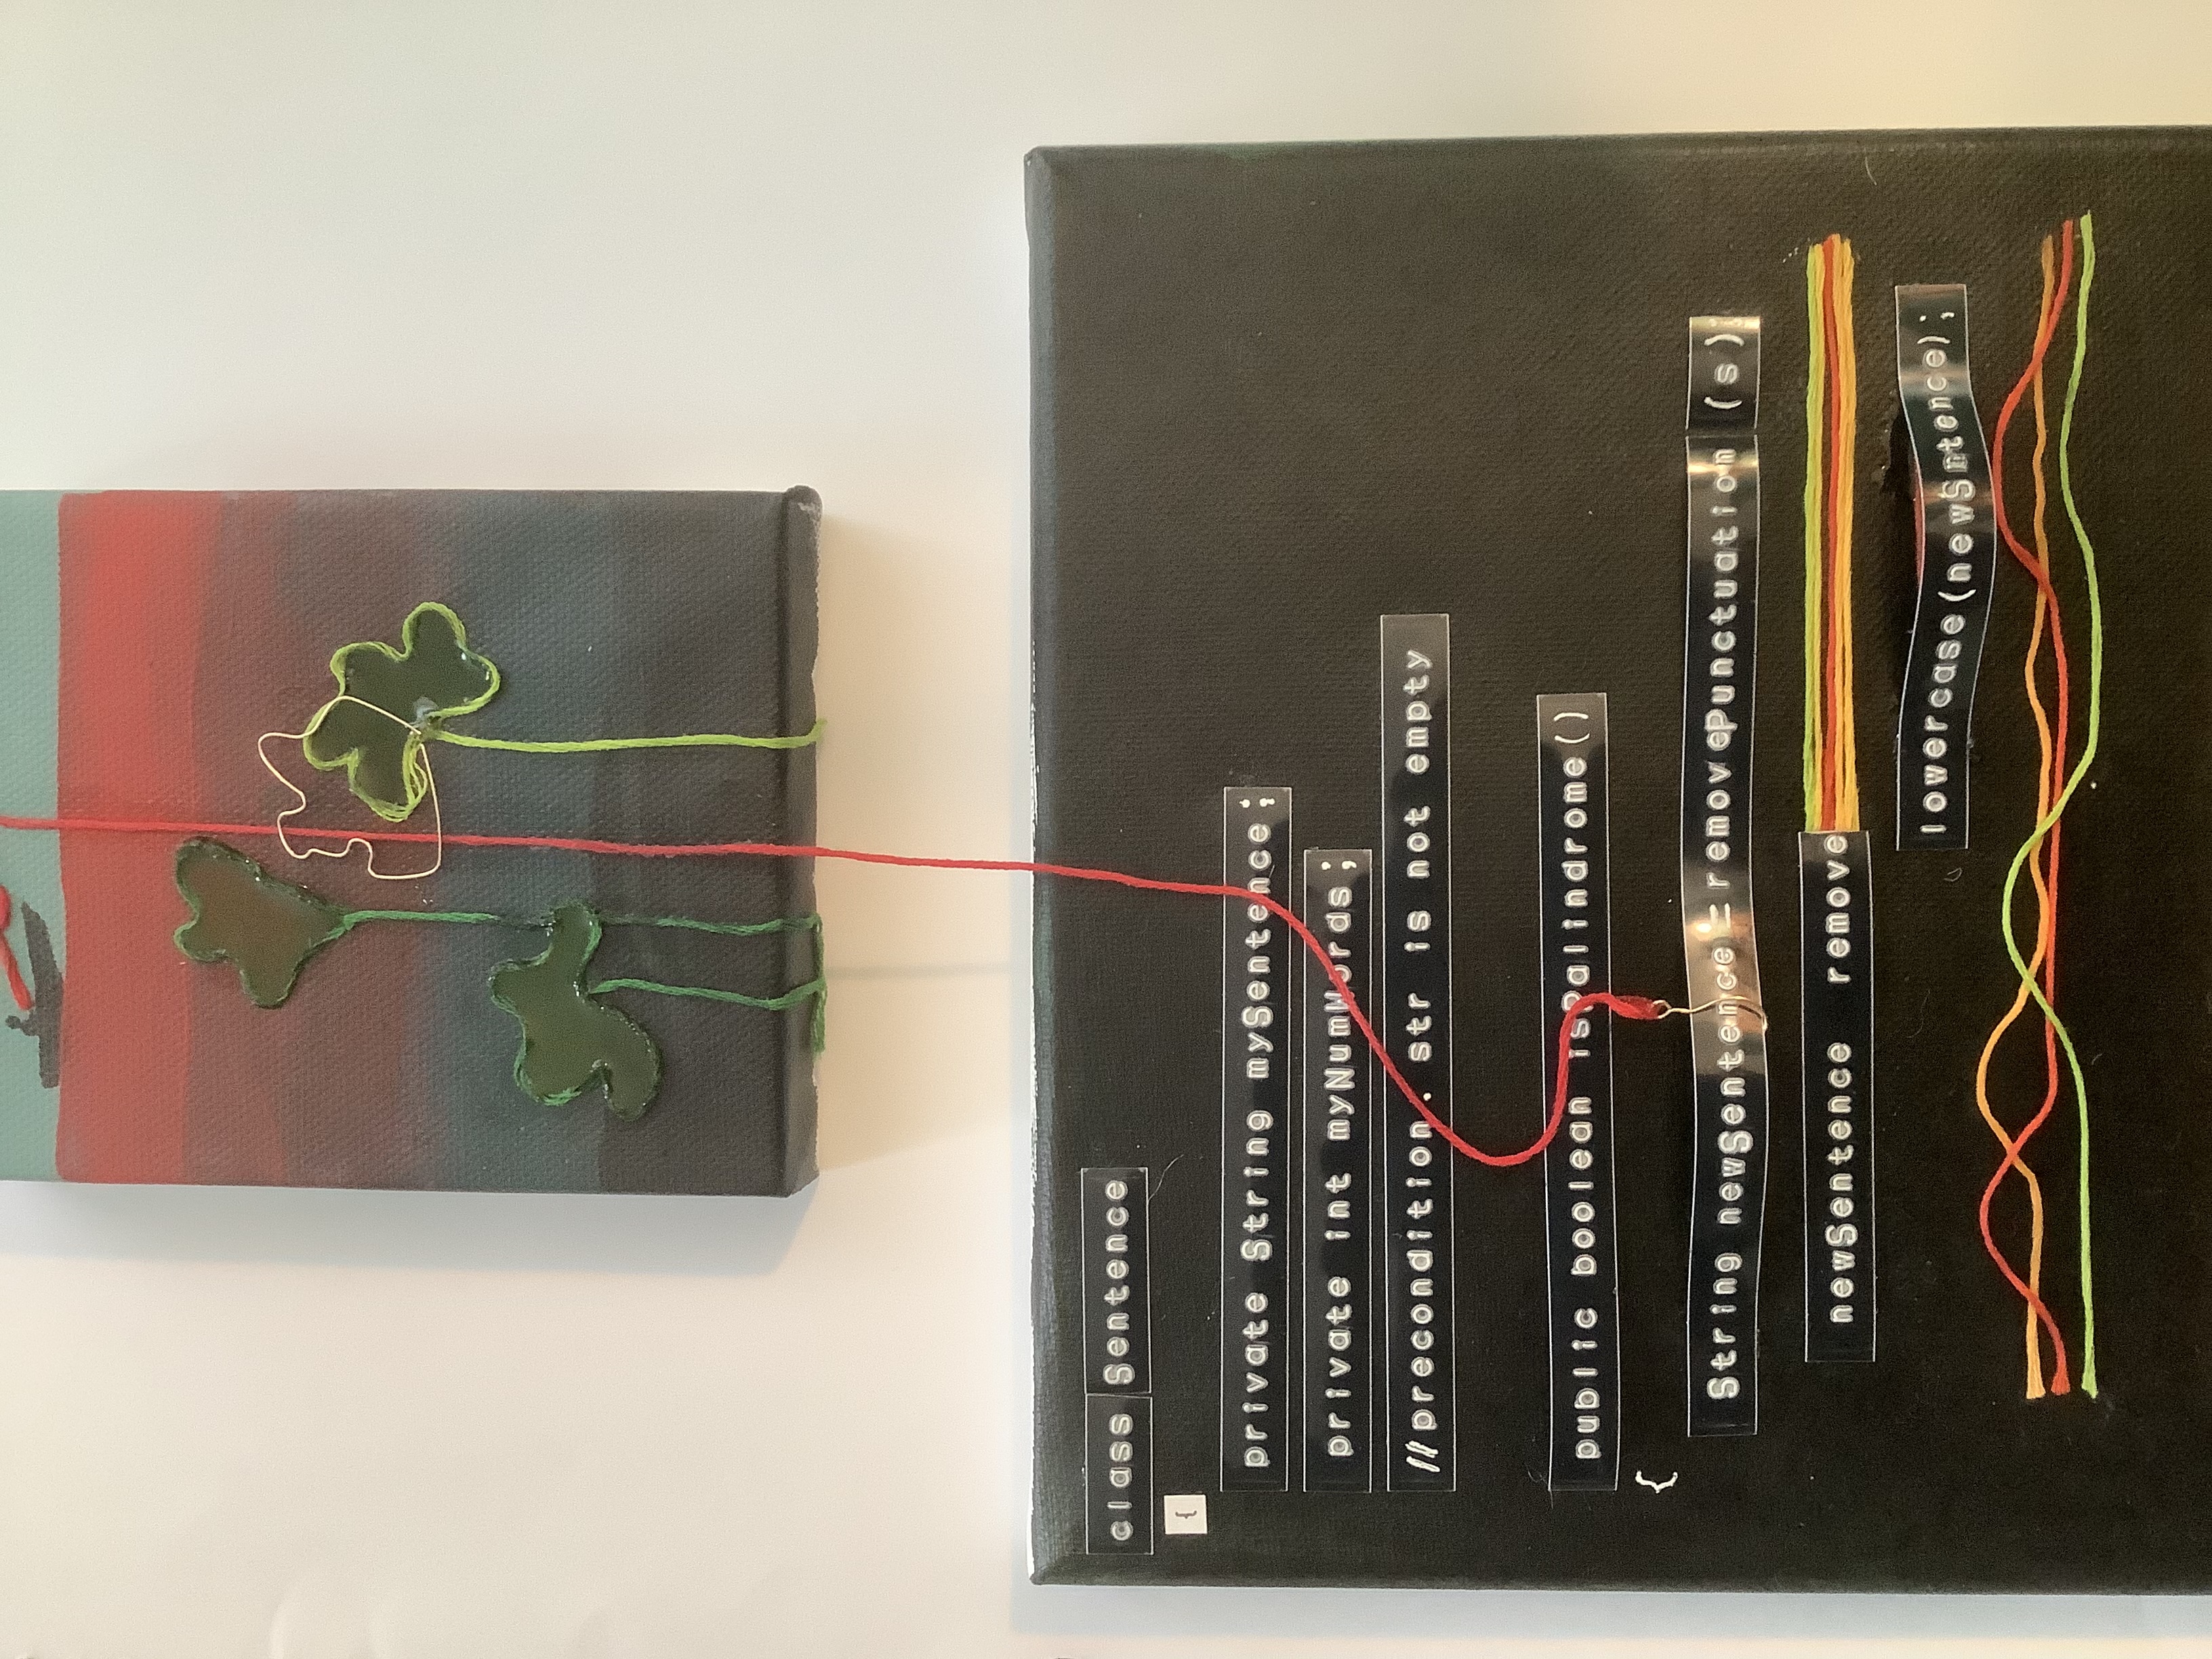 class Sentence
{
private String mySentence;
private int myNumWords;
//precondition. str is not empty
public boolean isPalindrome()
{
String newSentence = removePunctuation (s)
newSentence remove
lowercase(newSntence);